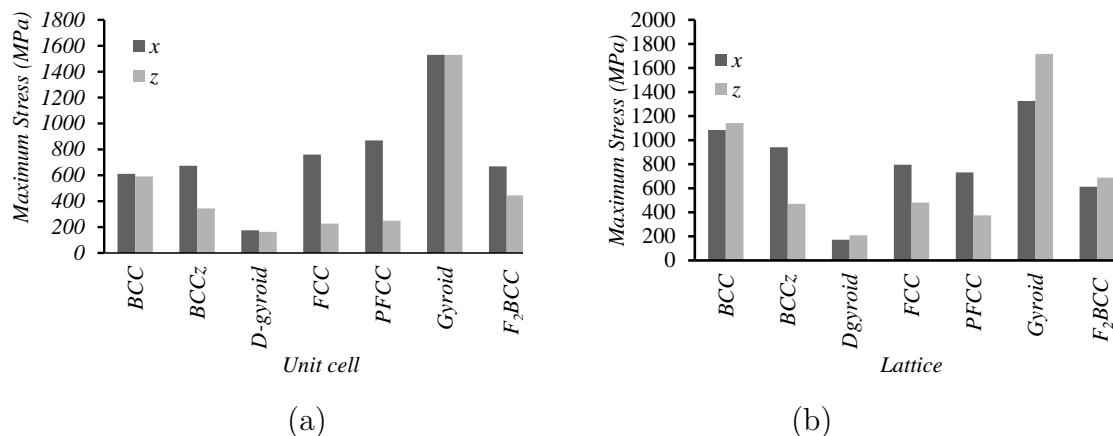 Maximum Stress (MPa)
1800
1600
1400
1200
1000
800
600
400
200
0
x
z
BCC
BCCz
D-gyroid
FCC
PFCC
Gyroid
F₂BCC
Unit cell
(a)
Maximum Stress (MPa)
2000
1800
1600
1400
1200
1000
800
600
400
200
0
x
z
BCC
BCCz
Dgyroid
FCC
PFCC
Gyroid
F₂BCC
Lattice
(b)